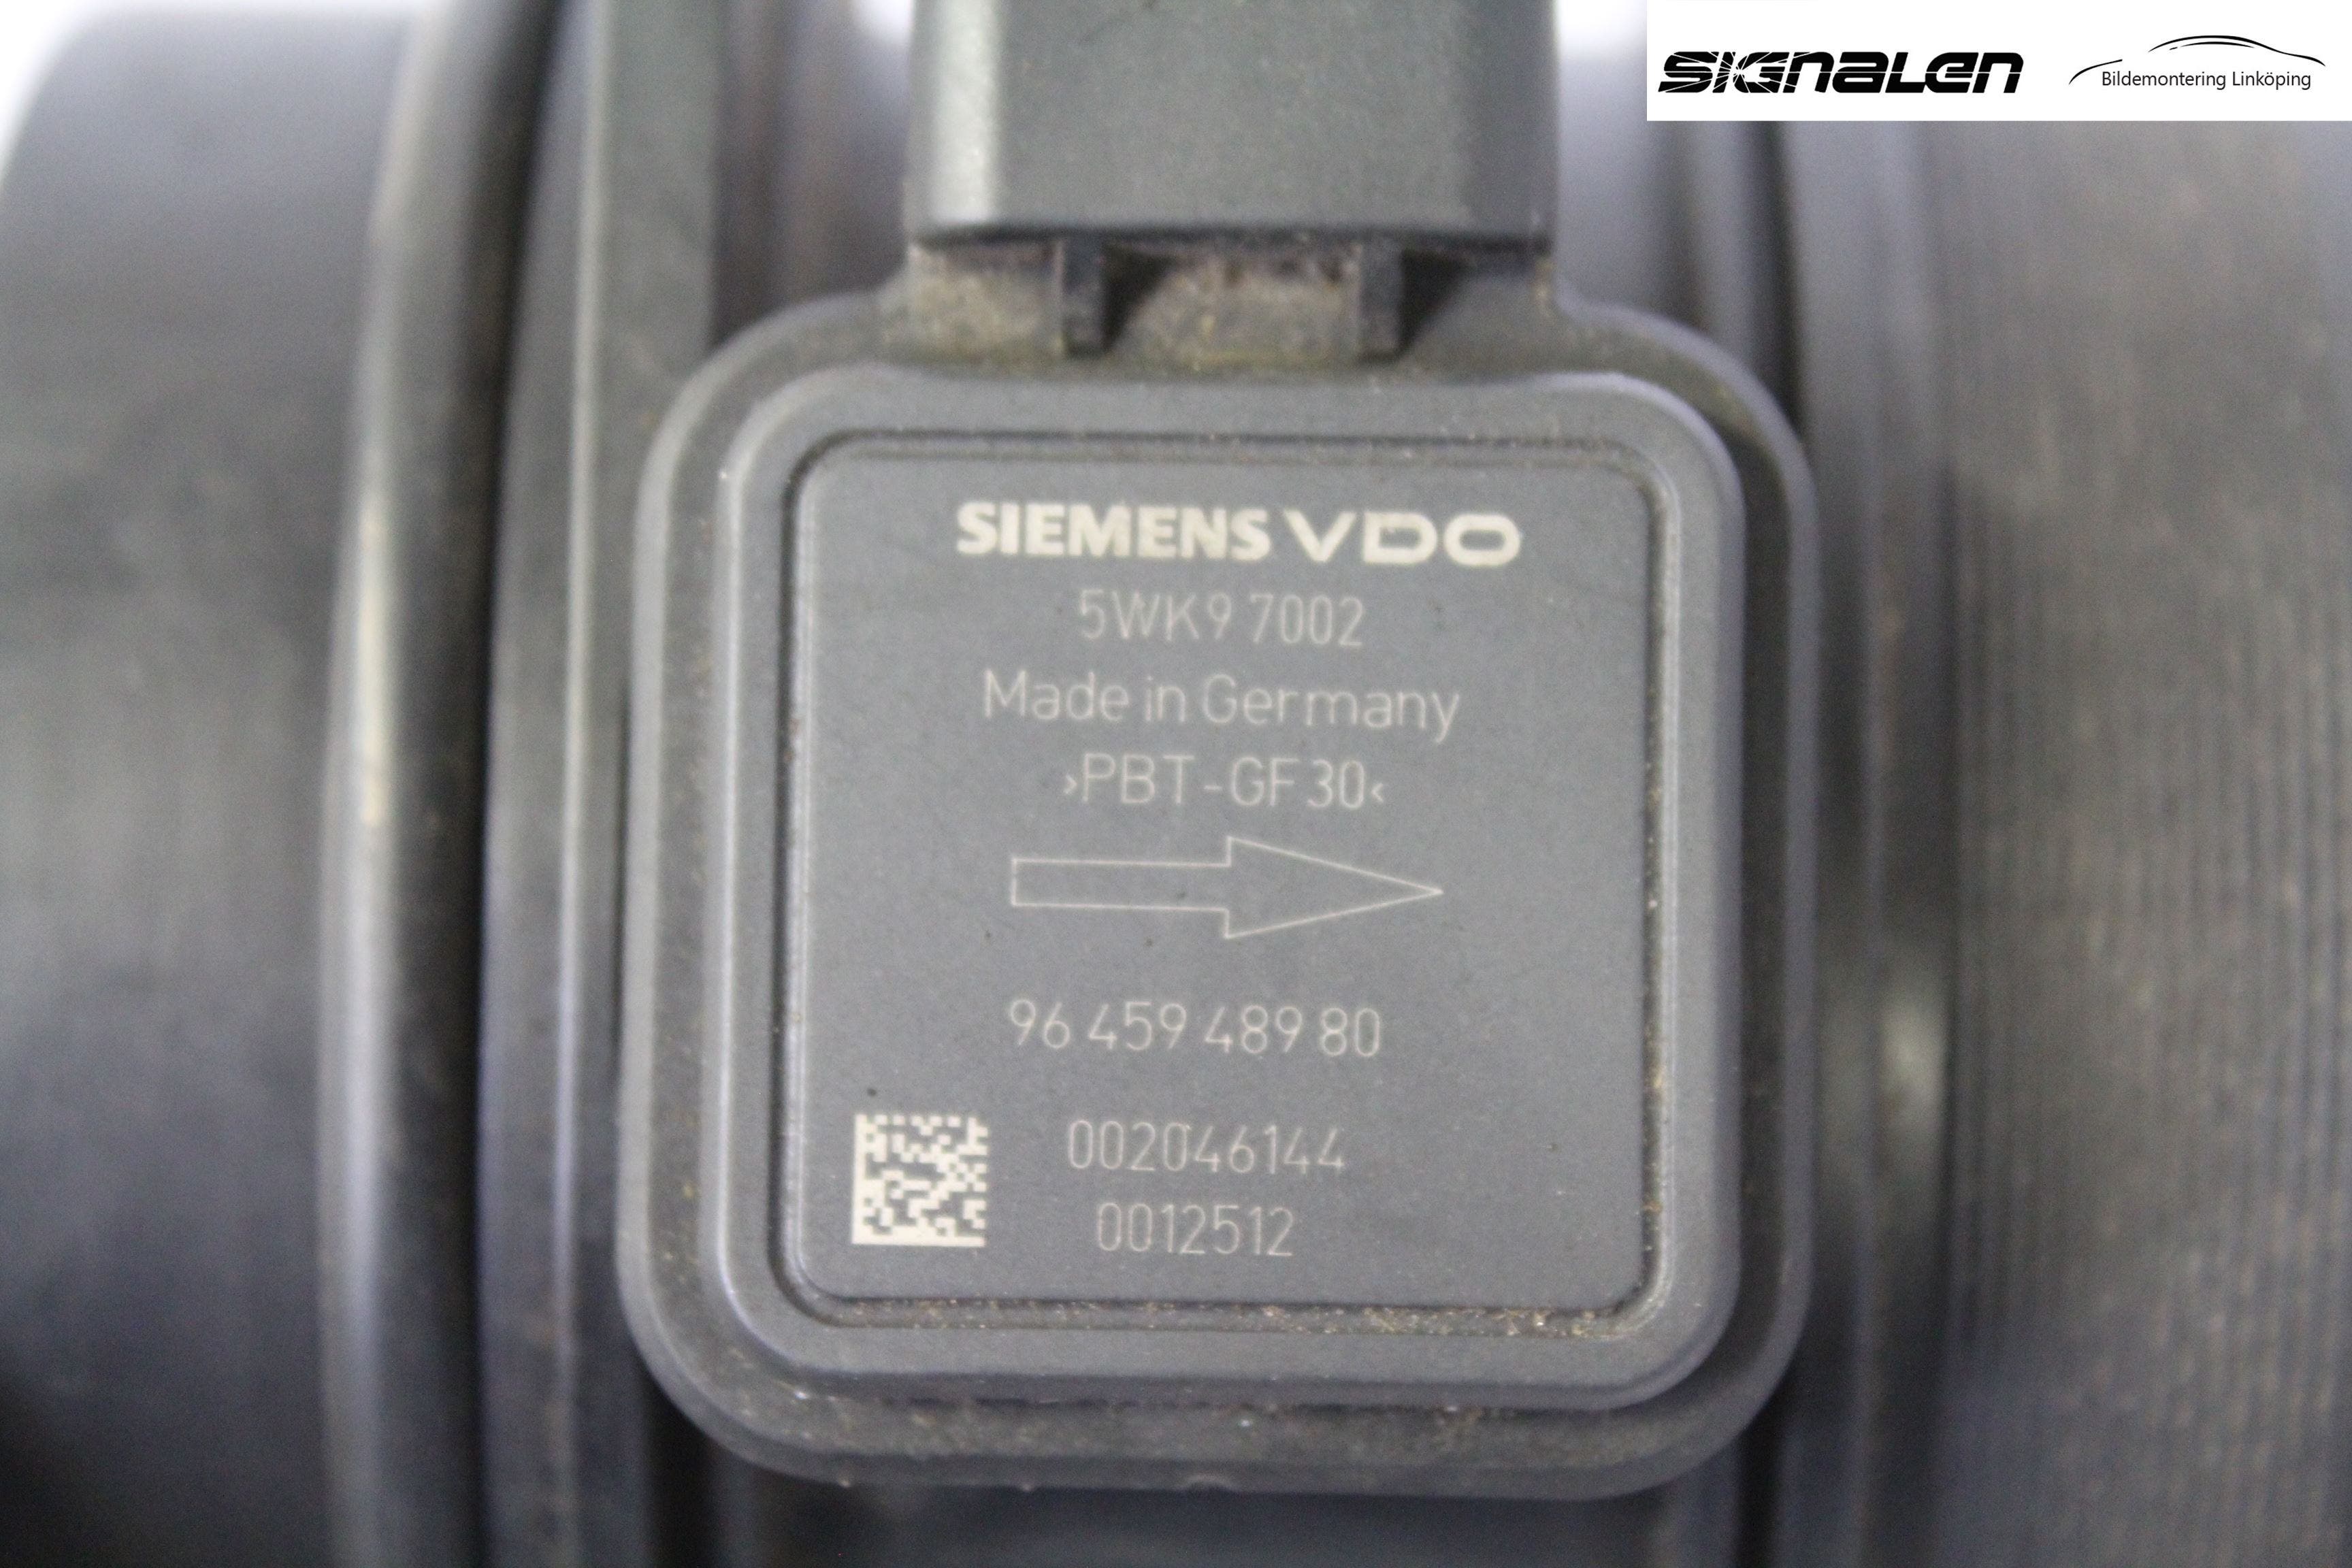 SIGNALEN
Bildemontering Linköping
SIEMENS VDO
5WK9 7002
Made in Germany
›PBT-GF30‹
96 459 489 80
002046144
0012512